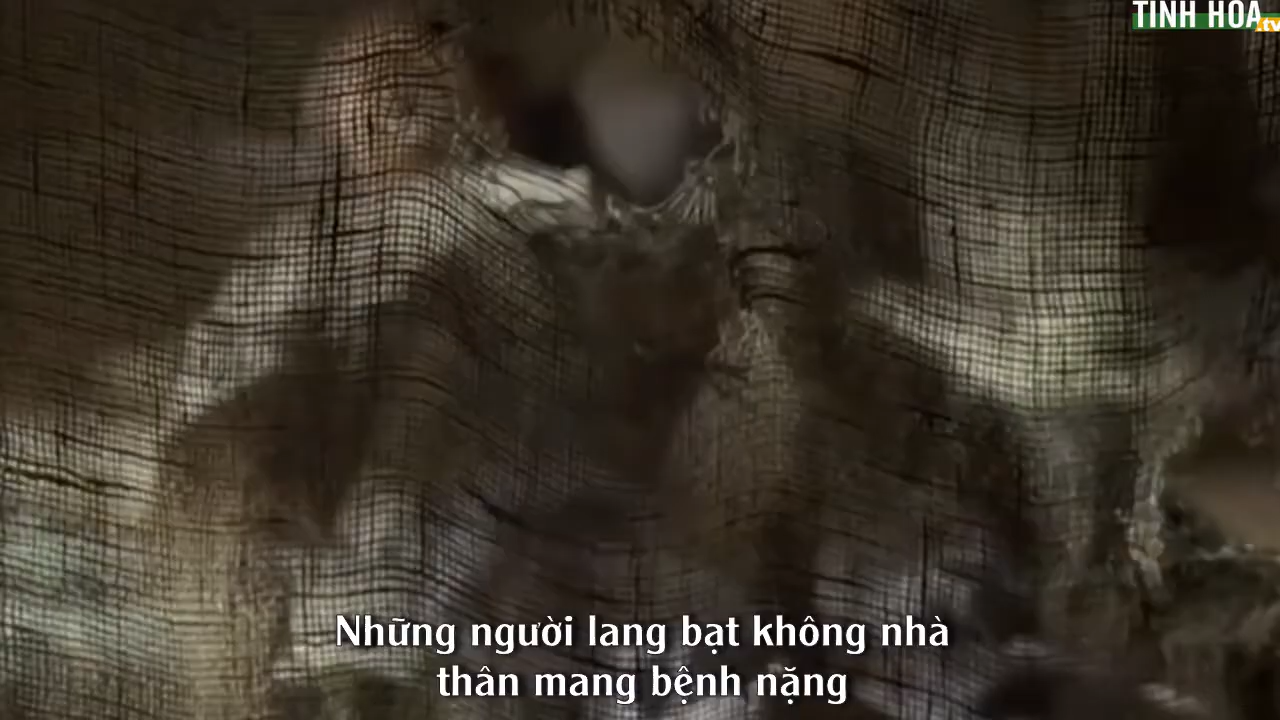 TINH HOA
.tv
Những người lang bạt không nhà
thân mang bệnh nặng